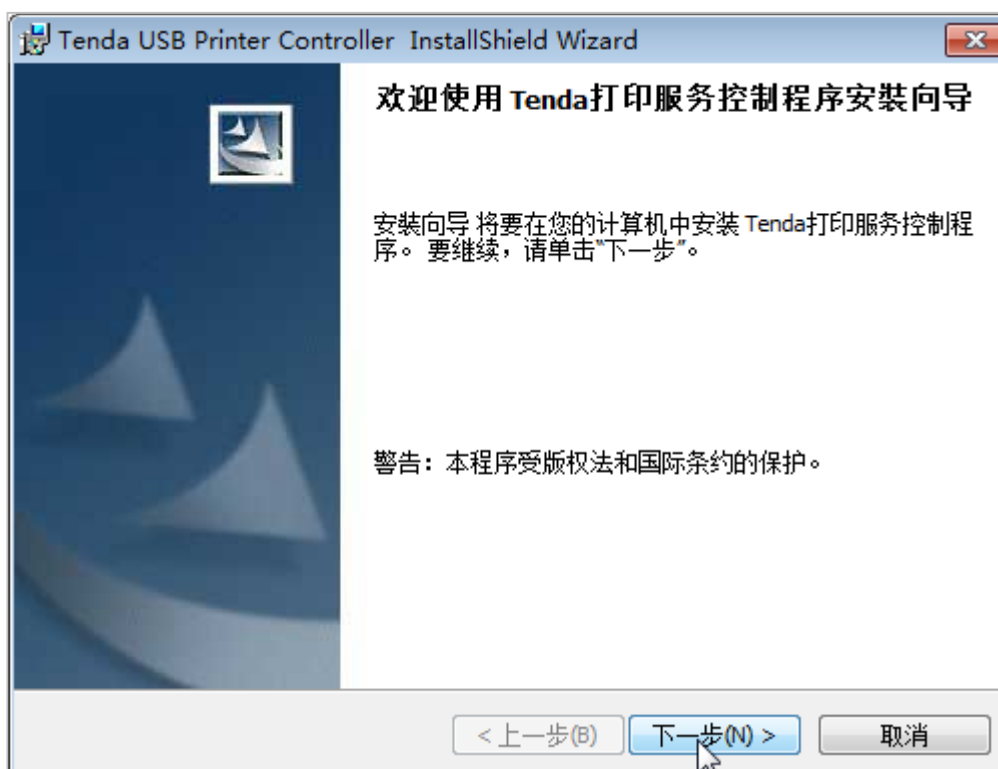 Tenda USB Printer Controller InstallShield Wizard
欢迎使用 Tenda打印服务控制程序安装向导
安装向导 将要在您的计算机中安装 Tenda打印服务控制程
序。 要继续，请单击“下一步”。
警告：本程序受版权法和国际条约的保护。
< 上一步(B) 下一步(N) > 取消